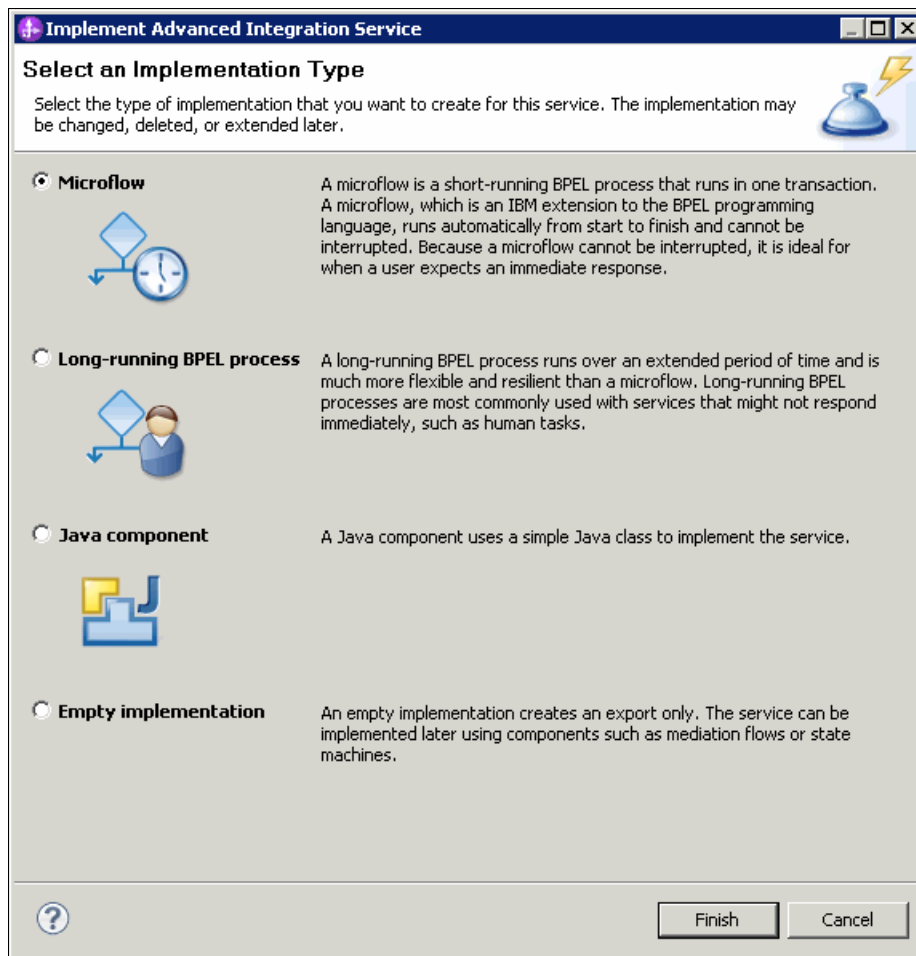 Implement Advanced Integration Service
Select an Implementation Type
Select the type of implementation that you want to create for this service. The implementation may
be changed, deleted, or extended later.
Microflow
A microflow is a short-running BPEL process that runs in one transaction.
A microflow, which is an IBM extension to the BPEL programming
language, runs automatically from start to finish and cannot be
interrupted. Because a microflow cannot be interrupted, it is ideal for
when a user expects an immediate response.
Long-running BPEL process
A long-running BPEL process runs over an extended period of time and is
much more flexible and resilient than a microflow. Long-running BPEL
processes are most commonly used with services that might not respond
immediately, such as human tasks.
Java component
A Java component uses a simple Java class to implement the service.
Empty implementation
An empty implementation creates an export only. The service can be
implemented later using components such as mediation flows or state
machines.
?
Finish
Cancel